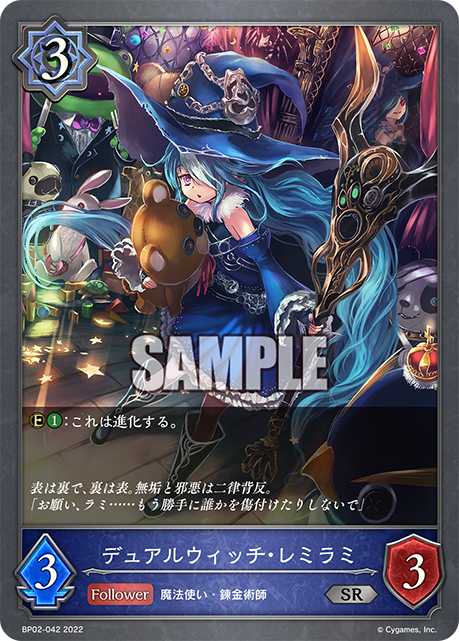 3
SAMPLE
E 1：これは進化する。
表は裏で、裏は表。無垢と邪悪は二律背反。
「お願い、ラミ……もう勝手に誰かを傷付けたりしないで」
デュアルウィッチ・レミラミ
3
Follower 魔法使い・錬金術師 SR
3
BP02-042 2022
© Cygames, Inc.